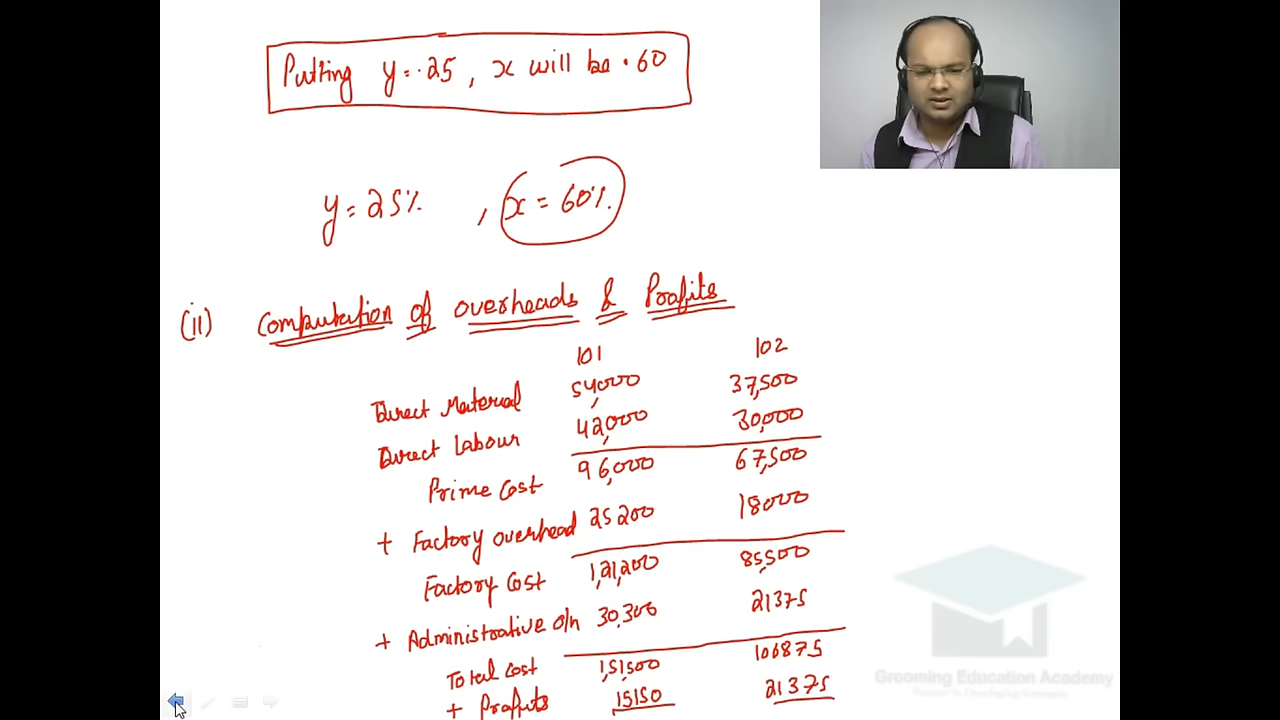 Putting y = .25, x will be .60
y = 25%, x = 60%.
(ii) Computation of overheads & Profits
101 102
Direct Material 54,000 37,500
Direct Labour 42,000 30,000
Prime Cost 96,000 67,500
+ Factory overhead 25200 18000
Factory Cost 1,21,200 85,500
+ Administrative o/h 30,300 21375
Total Cost 1,51,500 106875
+ Profits 15150 21375
Grooming Education Academy